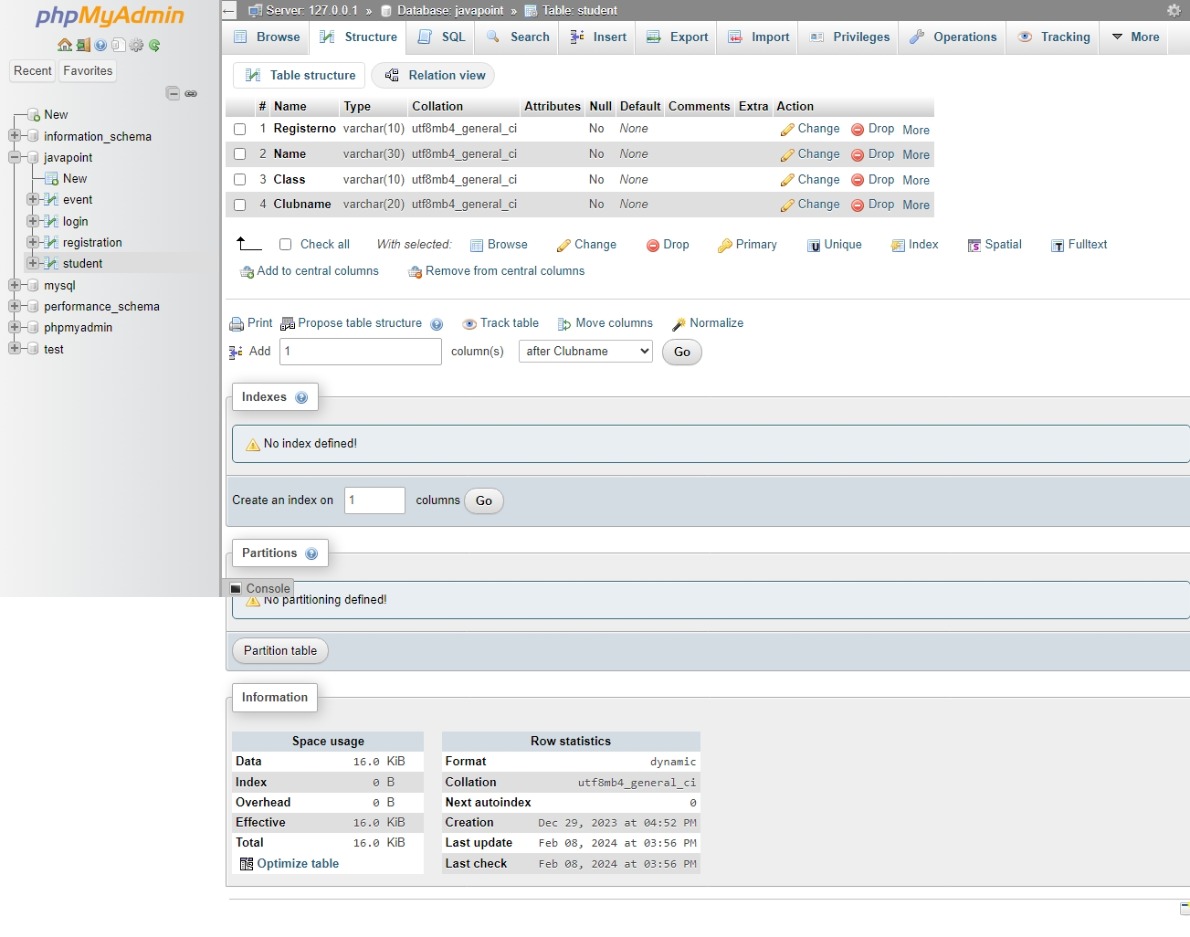 phpMyAdmin
Recent Favorites
New
information_schema
javapoint
New
event
login
registration
student
mysql
performance_schema
phpmyadmin
test
Server: 127.0.0.1 » Database: javapoint » Table: student
Browse Structure SQL Search Insert Export Import Privileges Operations Tracking More
Table structure Relation view
# Name Type Collation Attributes Null Default Comments Extra Action
1 Registerno varchar(10) utf8mb4_general_ci No None Change Drop More
2 Name varchar(30) utf8mb4_general_ci No None Change Drop More
3 Class varchar(10) utf8mb4_general_ci No None Change Drop More
4 Clubname varchar(20) utf8mb4_general_ci No None Change Drop More
Check all With selected: Browse Change Drop Primary Unique Index Spatial Fulltext
Add to central columns Remove from central columns
Print Propose table structure Track table Move columns Normalize
Add 1 column(s) after Clubname Go
Indexes
No index defined!
Create an index on 1 columns Go
Partitions
Console
No partitioning defined!
Partition table
Information
Space usage
Data 16.0 KiB
Index 0 B
Overhead 0 B
Effective 16.0 KiB
Total 16.0 KiB
Optimize table
Row statistics
Format dynamic
Collation utf8mb4_general_ci
Next autoindex 0
Creation Dec 29, 2023 at 04:52 PM
Last update Feb 08, 2024 at 03:56 PM
Last check Feb 08, 2024 at 03:56 PM